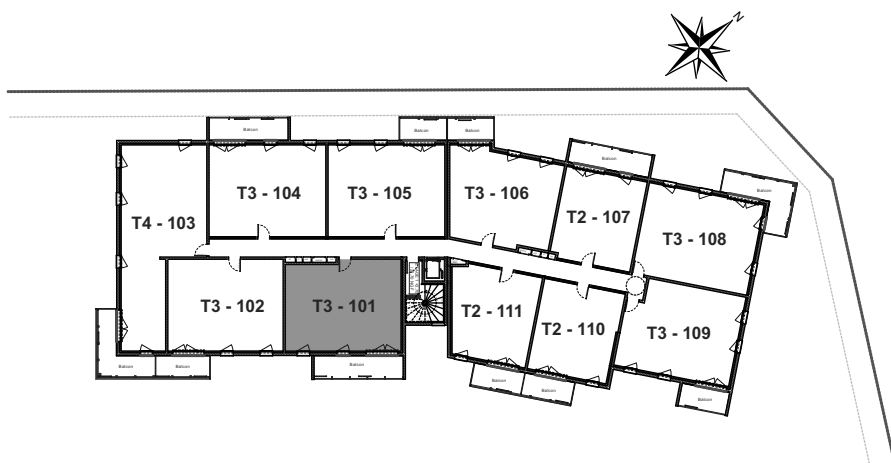 N
Balcon
Balcon
Balcon
Balcon
Balcon
T3 - 104
T3 - 105
T3 - 106
T4 - 103
T2 - 107
T3 - 108
T3 - 102
T3 - 101
T2 - 111
T2 - 110
T3 - 109
Balcon
Balcon
Balcon
Balcon
Balcon
Balcon